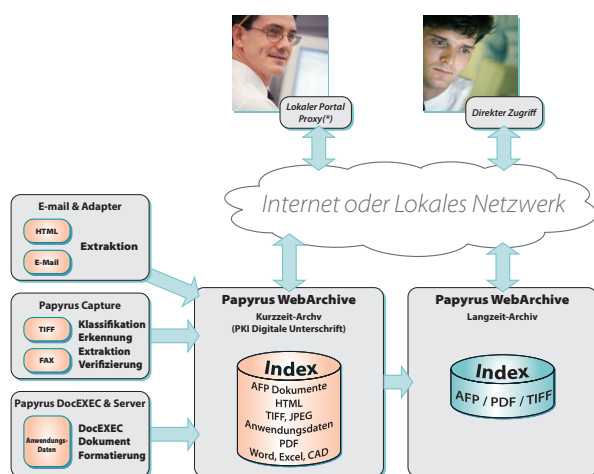 Lokaler Portal
Proxy(*)
Direkter Zugriff
Internet oder Lokales Netzwerk
E-mail & Adapter
HTML
Extraktion
E-Mail
Papyrus Capture
TIFF
Klassifikation
Erkennung
FAX
Extraktion
Verifizierung
Papyrus DocEXEC & Server
Anwendungs-
Daten
DocEXEC
Dokument
Formatierung
Papyrus WebArchive
Kurzzeit-Archv
(PKI Digitale Unterschrift)
Index
AFP Dokumente
HTML
TIFF, JPEG
Anwendungsdaten
PDF
Word, Excel, CAD
Papyrus WebArchive
Langzeit-Archiv
Index
AFP / PDF / TIFF